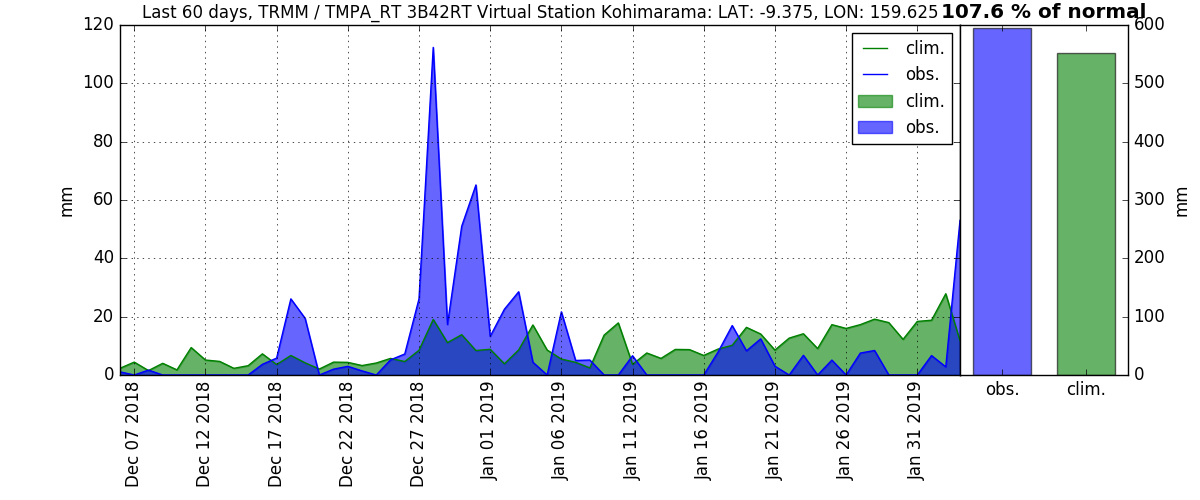 Last 60 days, TRMM / TMPA_RT 3B42RT Virtual Station Kohimarama: LAT: -9.375, LON: 159.625
107.6 % of normal
120
100
80
60
40
20
0
mm
clim.
obs.
clim.
obs.
600
500
400
300
200
100
0
mm
Dec 07 2018
Dec 12 2018
Dec 17 2018
Dec 22 2018
Dec 27 2018
Jan 01 2019
Jan 06 2019
Jan 11 2019
Jan 16 2019
Jan 21 2019
Jan 26 2019
Jan 31 2019
obs.
clim.